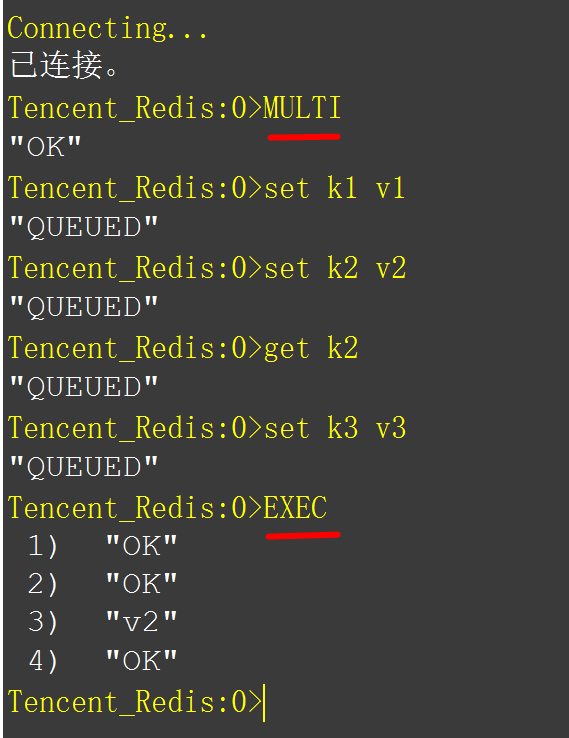 Connecting...
已连接。
Tencent_Redis:0>MULTI
"OK"
Tencent_Redis:0>set k1 v1
"QUEUED"
Tencent_Redis:0>set k2 v2
"QUEUED"
Tencent_Redis:0>get k2
"QUEUED"
Tencent_Redis:0>set k3 v3
"QUEUED"
Tencent_Redis:0>EXEC
1) "OK"
2) "OK"
3) "v2"
4) "OK"
Tencent_Redis:0>